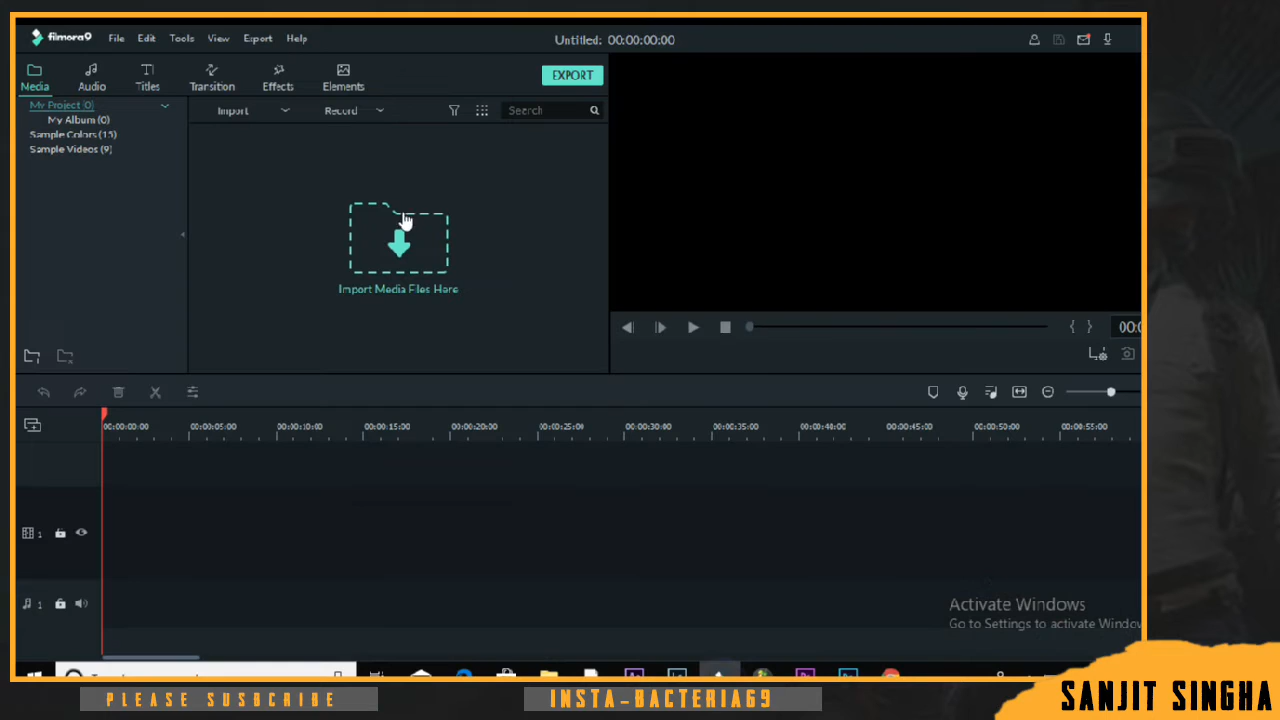 filmora9 File Edit Tools View Export Help Untitled: 00:00:00:00
Media Audio Titles Transition Effects Elements EXPORT
My Project (0) Import Record Search
My Album (0)
Sample Colors (15)
Sample Videos (9)
Import Media Files Here
00:00:00:00 00:00:05:00 00:00:10:00 00:00:15:00 00:00:20:00 00:00:25:00 00:00:30:00 00:00:35:00 00:00:40:00 00:00:45:00 00:00:50:00 00:00:55:00
1
1
Activate Windows
Go to Settings to activate Window
PLEASE SUSBCRIBE INSTA-BACTERIA69 SANJIT SINGHA